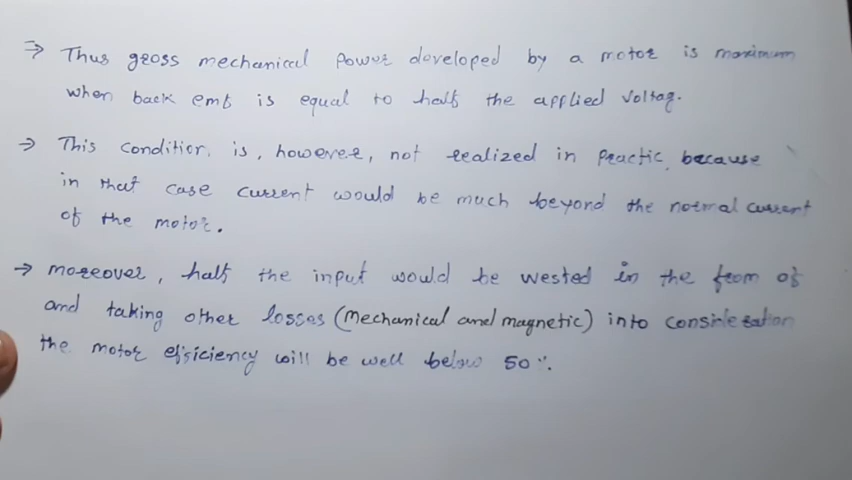 ⇒ Thus gross mechanical power developed by a motor is maximum
when back emf is equal to half the applied voltag.
→ This condition is, however, not realized in practic, because
in that case current would be much beyond the normal current
of the motor.
→ moreover, half the input would be wested in the from of
and taking other losses (mechanical and magnetic) into consideration
the motor efficiency will be well below 50%.